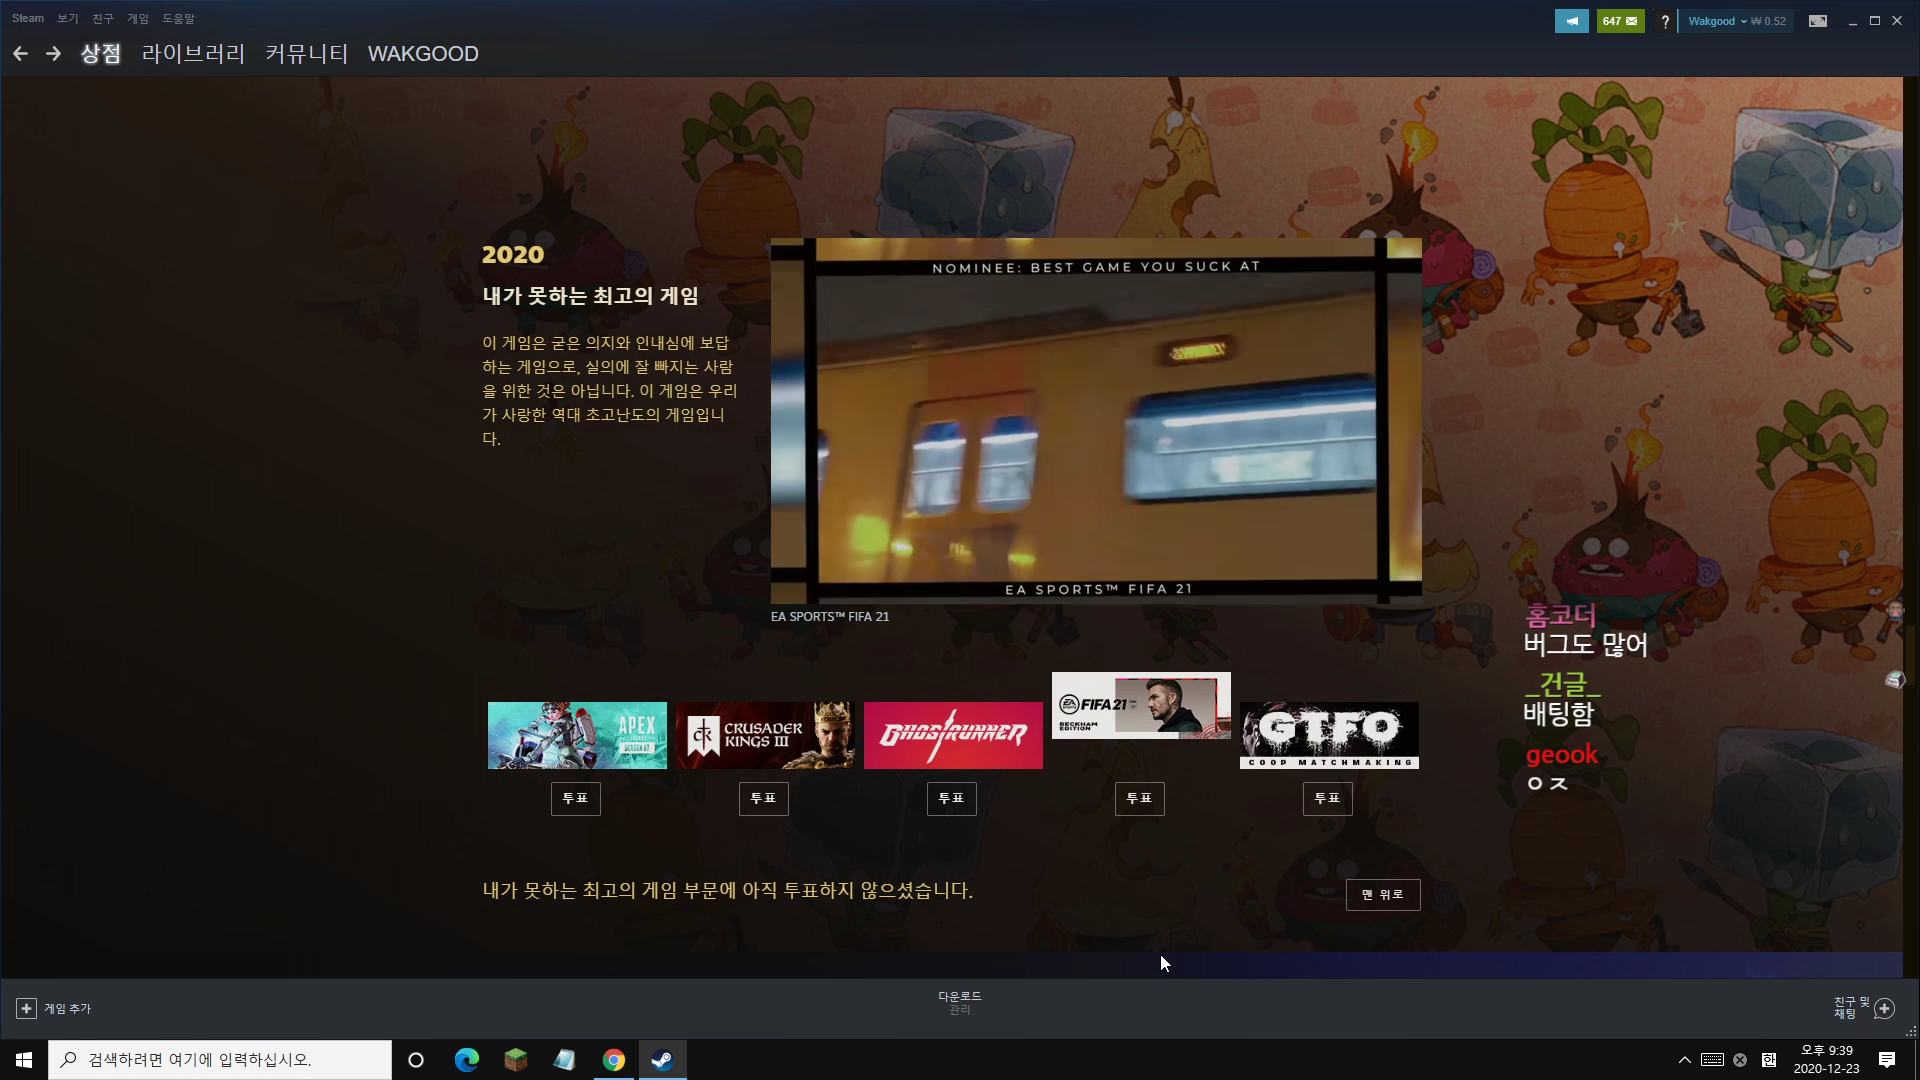 Steam 보기 친구 게임 도움말
647
?
Wakgood ₩ 0.52
상점 라이브러리 커뮤니티 WAKGOOD
2020
내가 못하는 최고의 게임
이 게임은 굳은 의지와 인내심에 보답
하는 게임으로, 실의에 잘 빠지는 사람
을 위한 것은 아닙니다. 이 게임은 우리
가 사랑한 역대 초고난도의 게임입니
다.
NOMINEE: BEST GAME YOU SUCK AT
EA SPORTS™ FIFA 21
EA SPORTS™ FIFA 21
홈코더
버그도 많어
_건글_
배팅함
geook
ㅇㅈ
APEX
SEASON 07
CRUSADER
KINGS III
GHOSTRUNNER
EA SPORTS FIFA 21
BECKHAM
EDITION
GTFO
COOP MATCHMAKING
투표 투표 투표 투표 투표
내가 못하는 최고의 게임 부문에 아직 투표하지 않으셨습니다.
맨 위로
게임 추가
다운로드
관리
친구 및
채팅
검색하려면 여기에 입력하십시오.
한
오후 9:39
2020-12-23